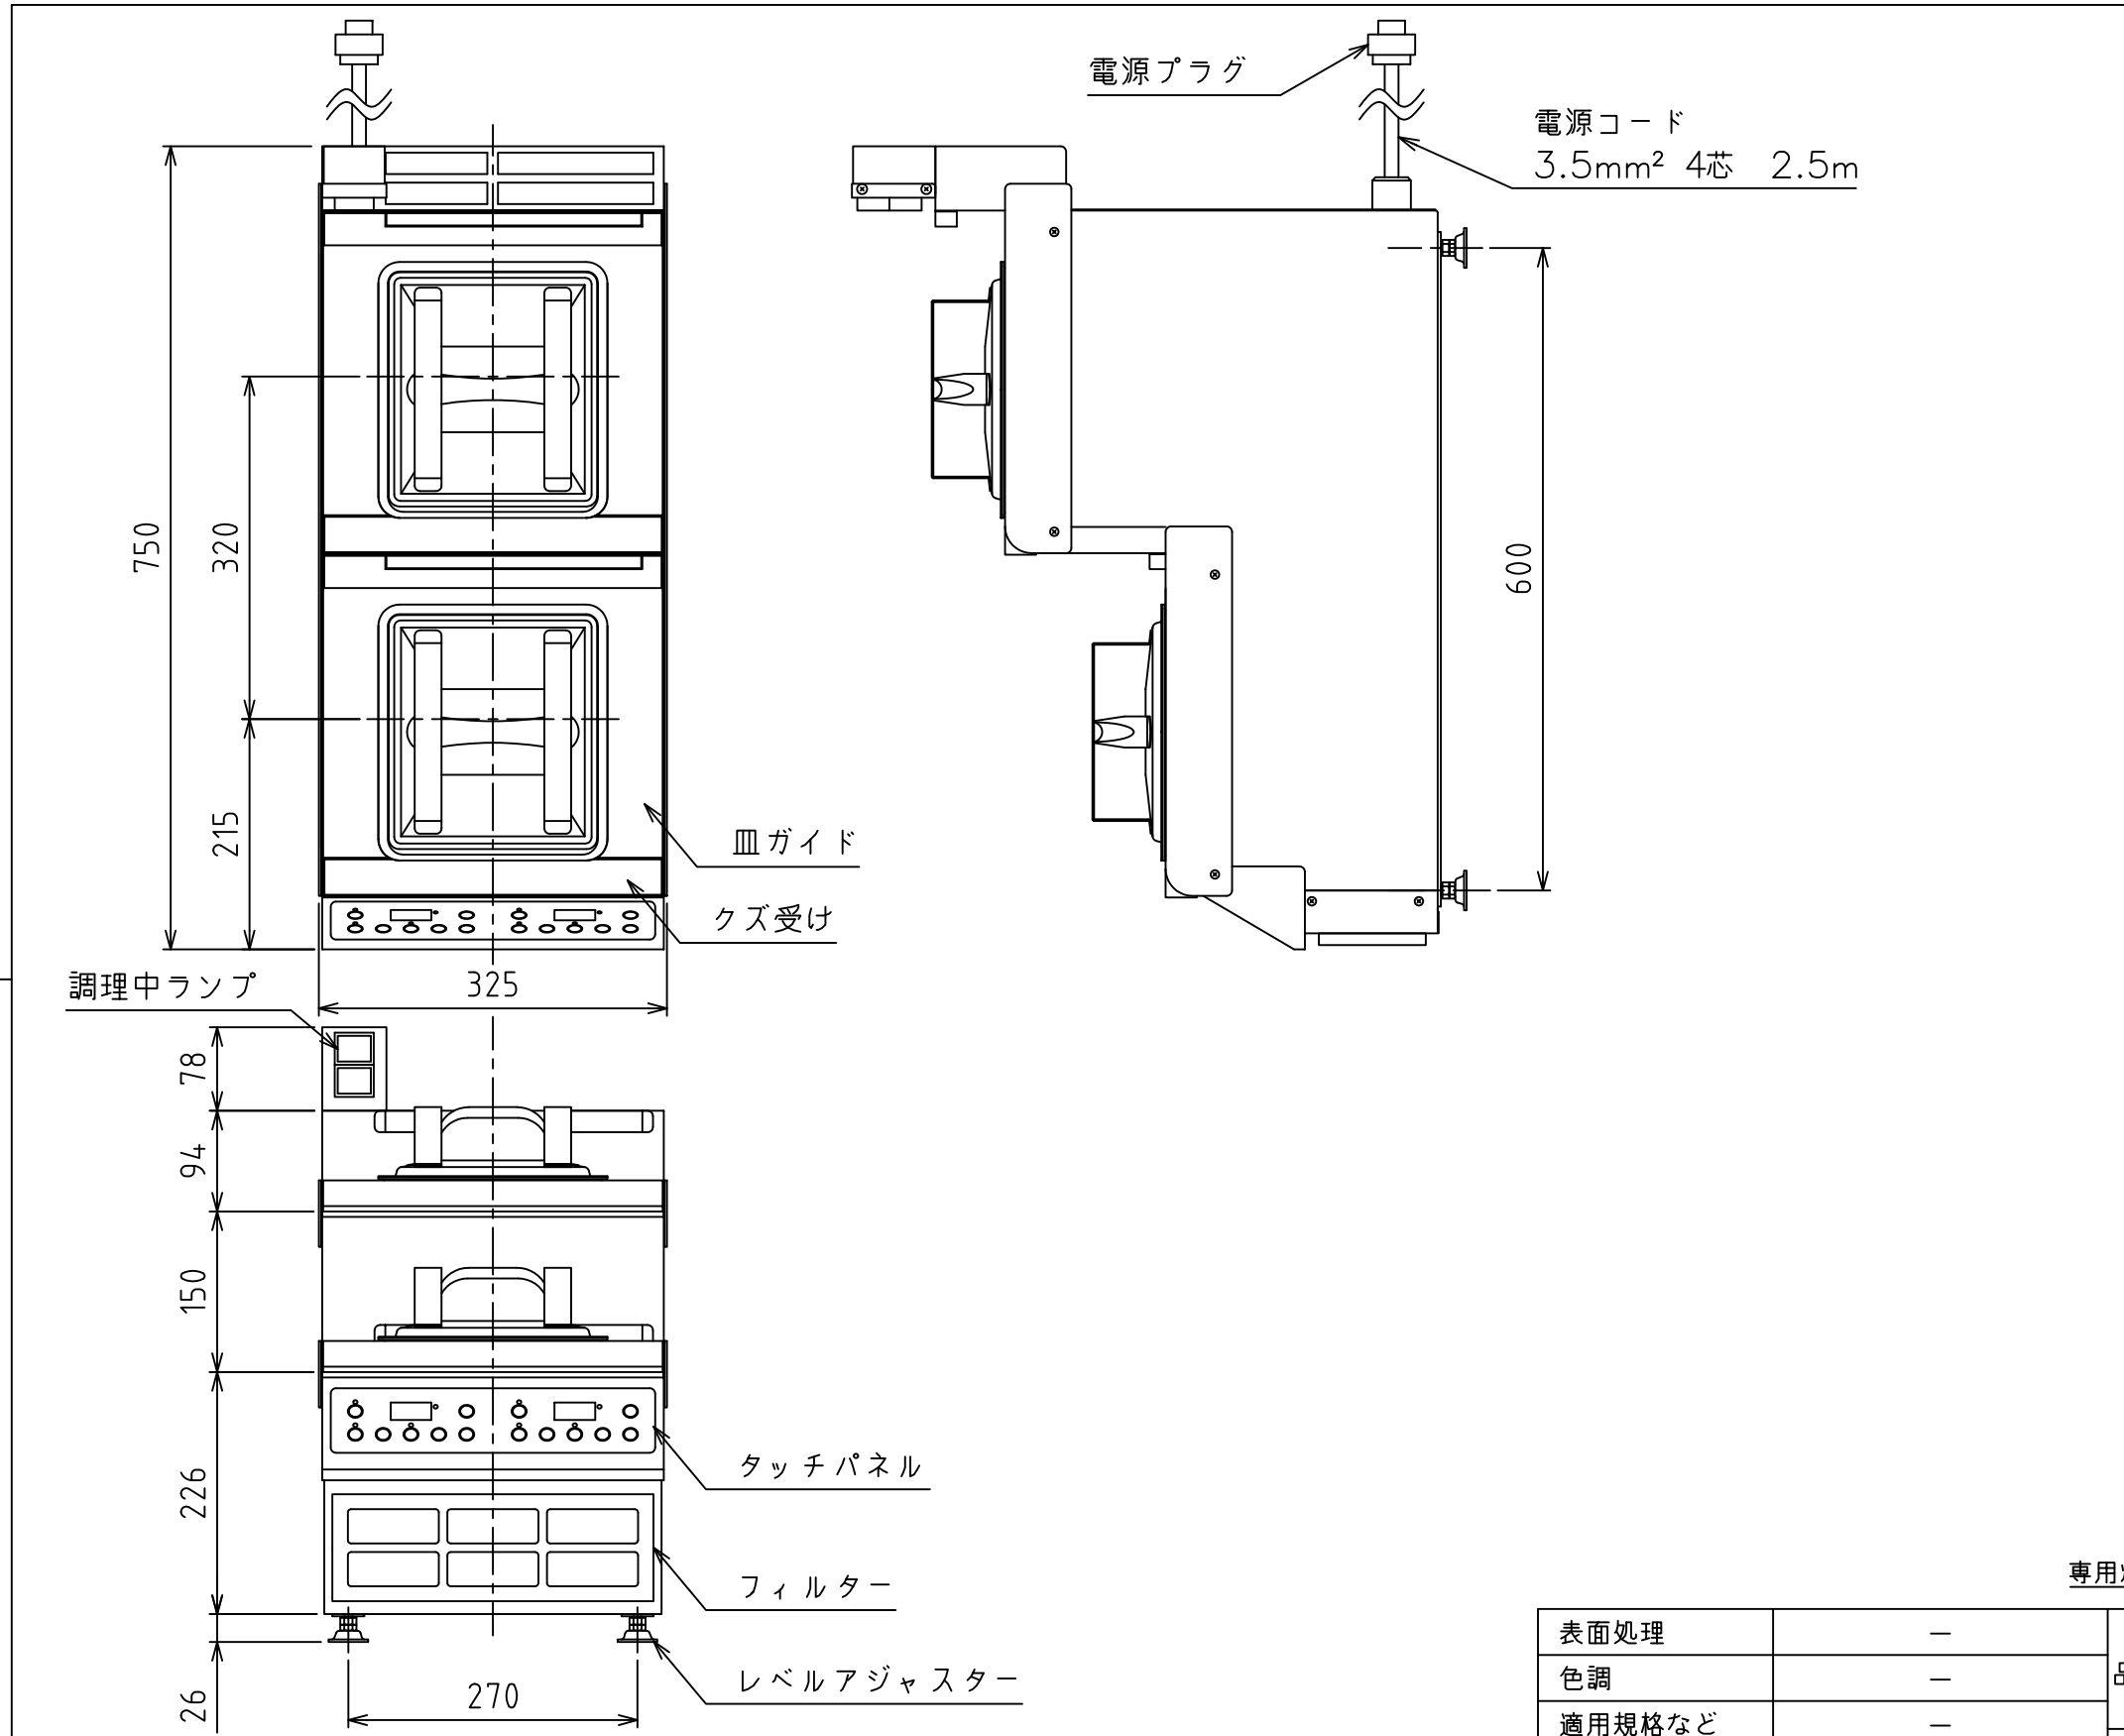 電源プラグ
電源コード
3.5mm² 4芯 2.5m
750
320
215
600
皿ガイド
クズ受け
325
調理中ランプ
78
94
150
226
26
タッチパネル
フィルター
レベルアジャスター
270
専用
表面処理 —
色調 —
適用規格など —